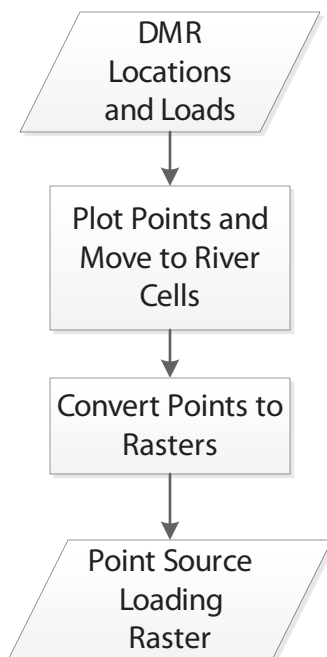 DMR
Locations
and Loads
Plot Points and
Move to River
Cells
Convert Points to
Rasters
Point Source
Loading
Raster